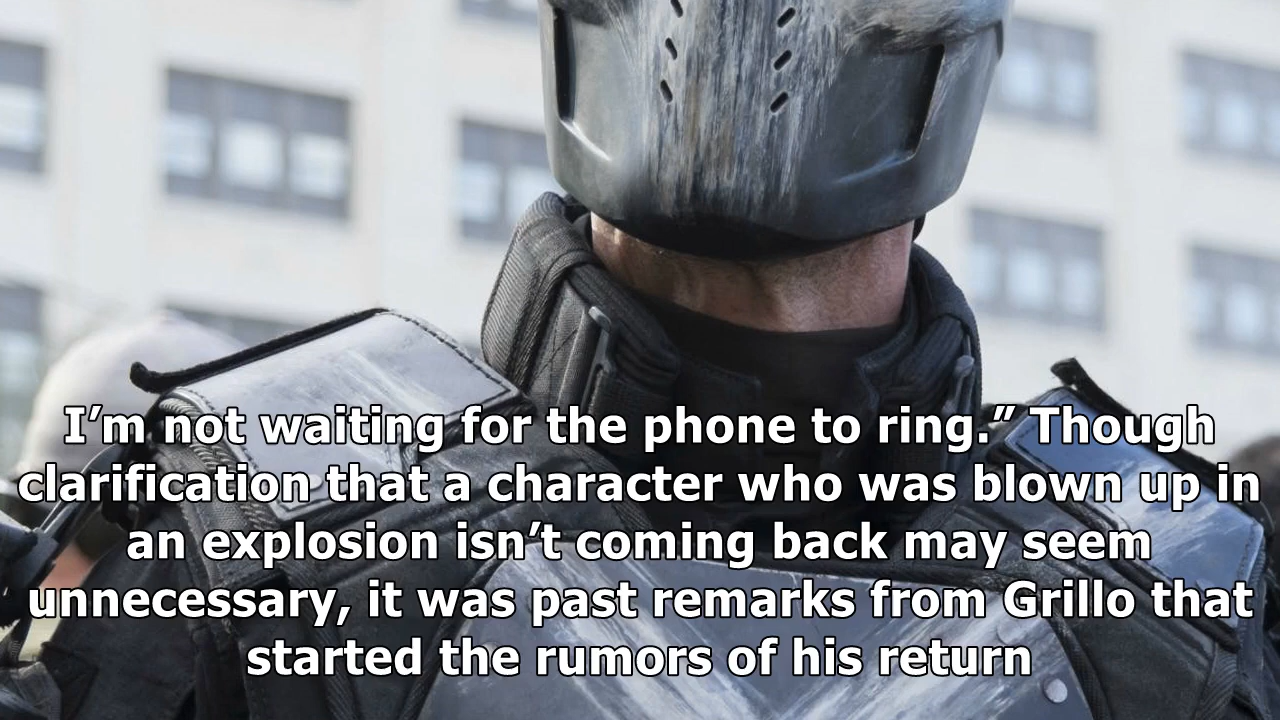 I’m not waiting for the phone to ring.” Though
clarification that a character who was blown up in
an explosion isn’t coming back may seem
unnecessary, it was past remarks from Grillo that
started the rumors of his return